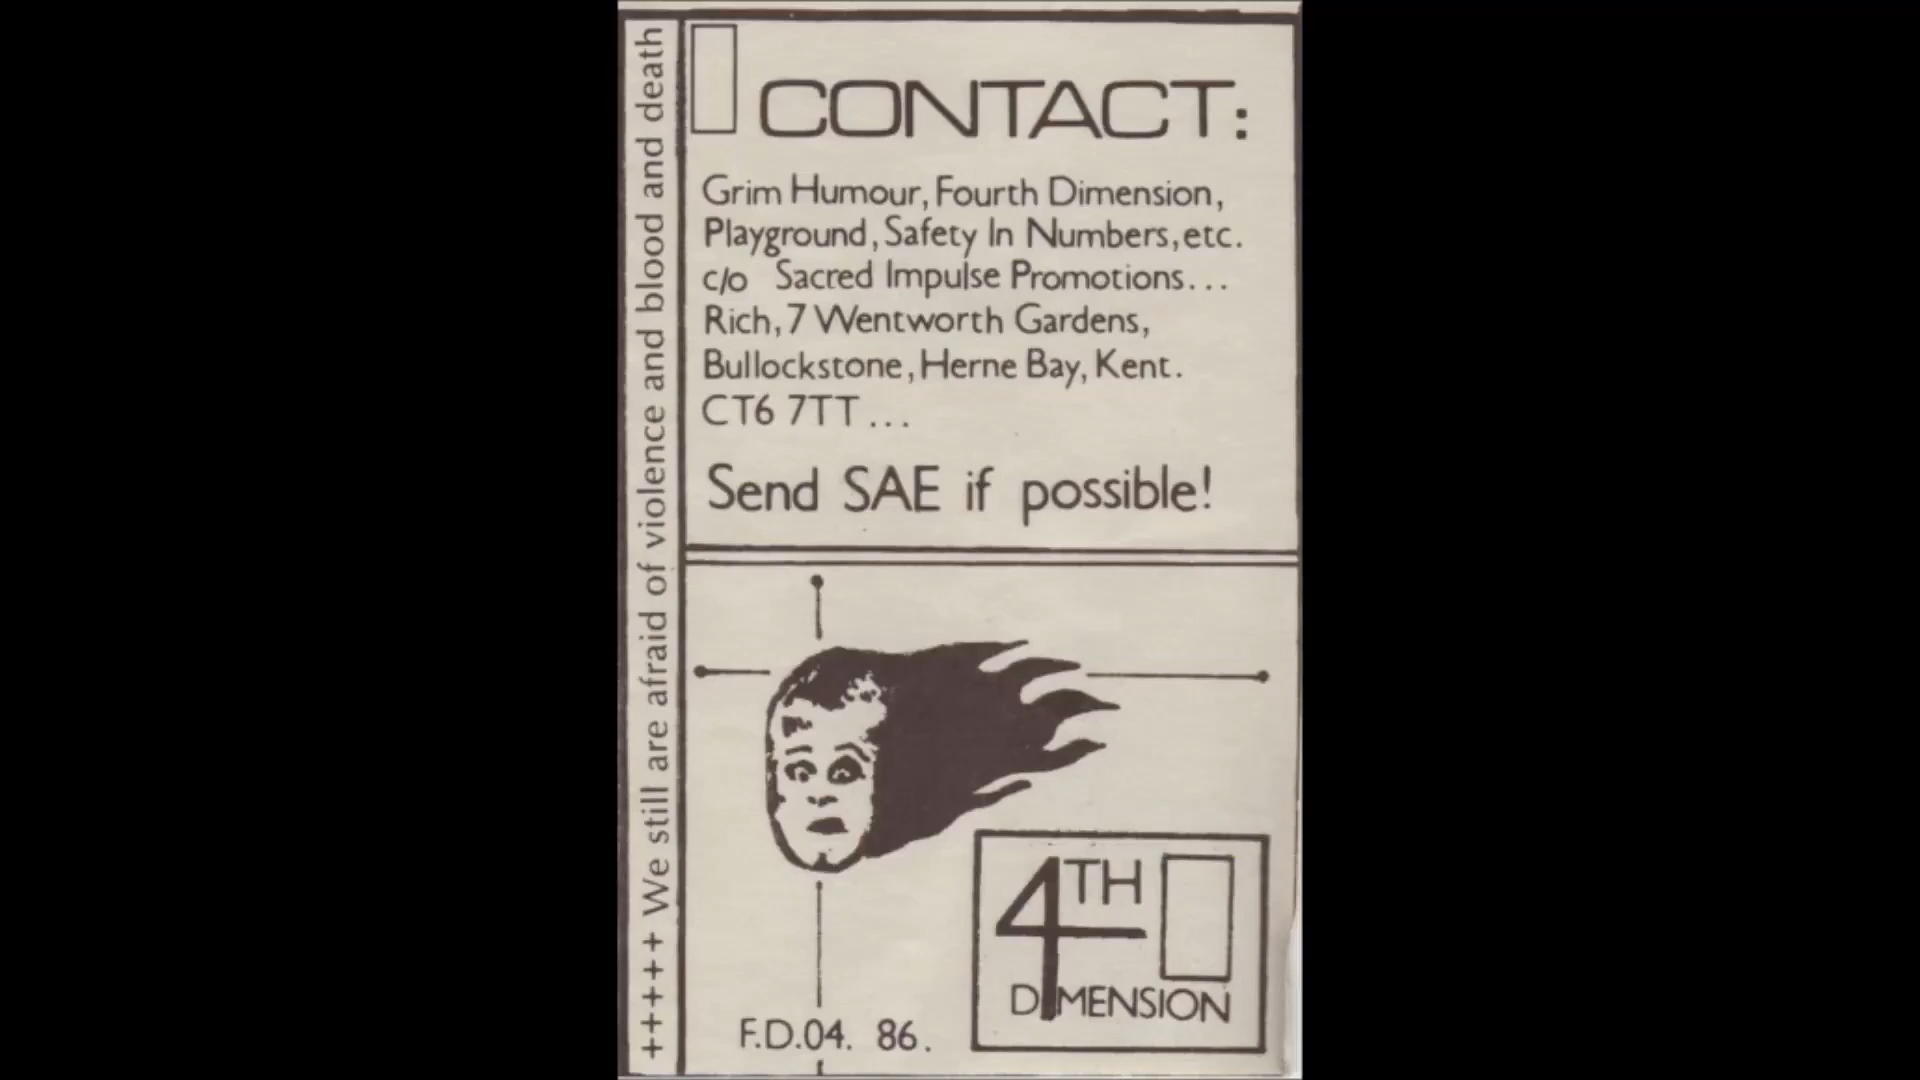 +++++ We still are afraid of violence and blood and death
CONTACT:
Grim Humour, Fourth Dimension,
Playground, Safety In Numbers, etc.
c/o Sacred Impulse Promotions...
Rich, 7 Wentworth Gardens,
Bullockstone, Herne Bay, Kent.
CT6 7TT...
Send SAE if possible!
4TH
DIMENSION
F.D.04. 86.